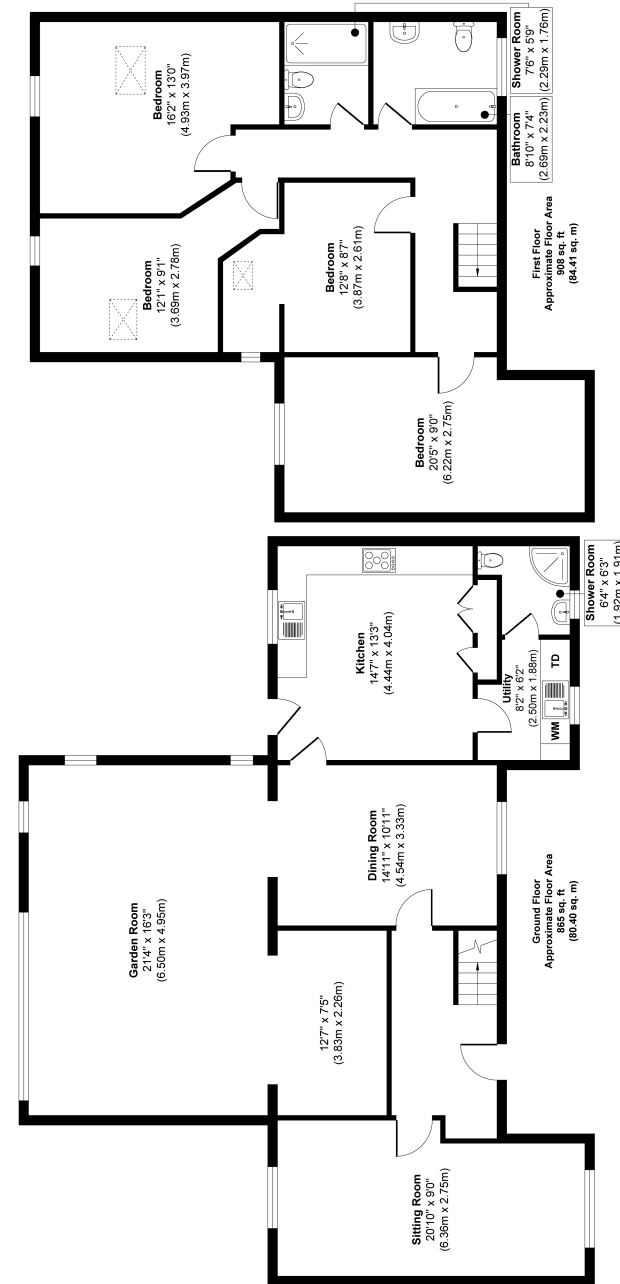 Bedroom
16'2" x 13'0"
(4.93m x 3.97m)
Bedroom
12'1" x 9'1"
(3.69m x 2.78m)
Bedroom
12'8" x 8'7"
(3.87m x 2.61m)
Bedroom
20'5" x 9'0"
(6.22m x 2.75m)
Shower Room
7'6" x 5'9"
(2.29m x 1.76m)
Bathroom
8'10" x 7'4"
(2.69m x 2.23m)
First Floor
Approximate Floor Area
908 sq. ft
(84.41 sq. m)
Garden Room
21'4" x 16'3"
(6.50m x 4.95m)
Kitchen
14'7" x 13'3"
(4.44m x 4.04m)
Dining Room
14'11" x 10'11"
(4.54m x 3.33m)
12'7" x 7'5"
(3.83m x 2.26m)
Sitting Room
20'10" x 9'0"
(6.36m x 2.75m)
Utility
8'2" x 6'2"
(2.50m x 1.88m)
WM
TD
Shower Room
6'4" x 6'3"
(1.92m x 1.91m)
Ground Floor
Approximate Floor Area
865 sq. ft
(80.40 sq. m)